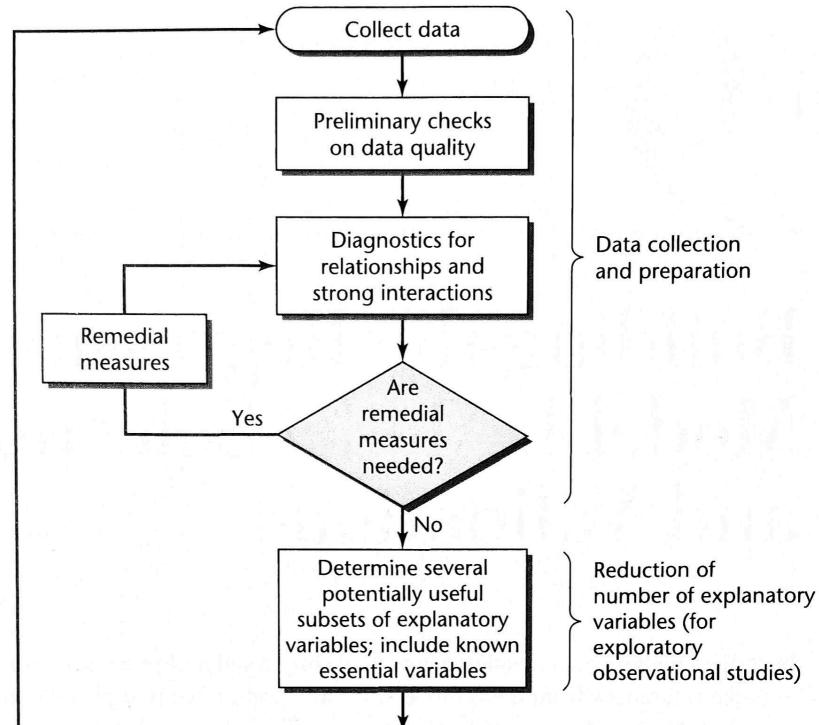 Collect data
Preliminary checks
on data quality
Diagnostics for
relationships and
strong interactions
Data collection
and preparation
Remedial
measures
Are
remedial
measures
needed?
Yes
No
Determine several
potentially useful
subsets of explanatory
variables; include known
essential variables
Reduction of
number of explanatory
variables (for
exploratory
observational studies)